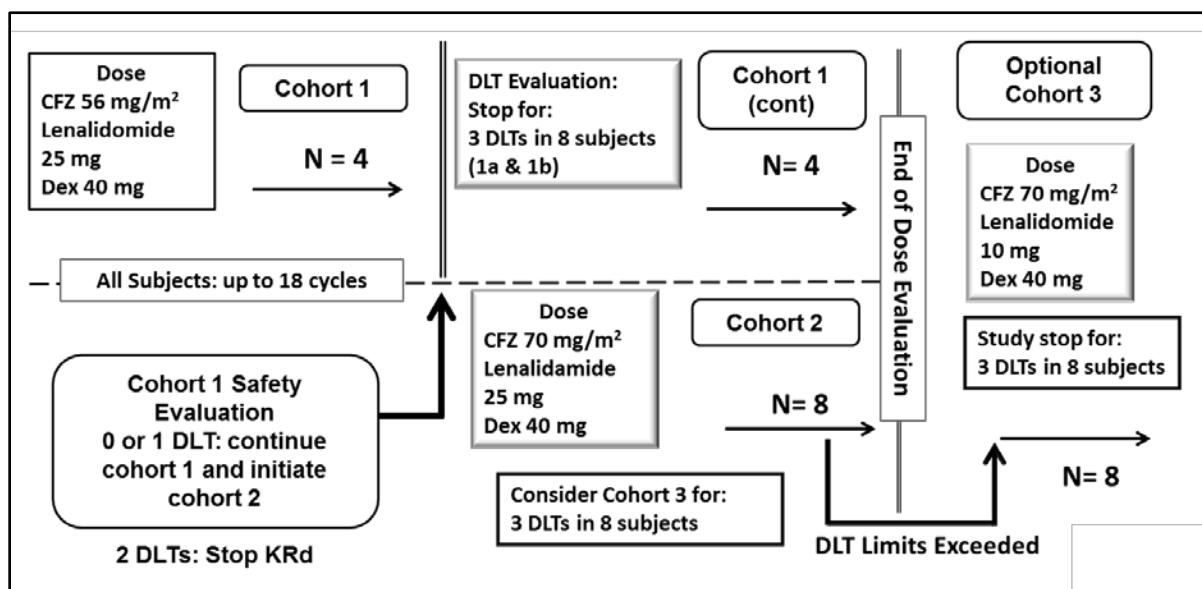 Dose
CFZ 56 mg/m²
Lenalidomide
25 mg
Dex 40 mg
Cohort 1
N = 4
DLT Evaluation:
Stop for:
3 DLTs in 8 subjects
(1a & 1b)
Cohort 1
(cont)
N= 4
End of Dose Evaluation
Optional
Cohort 3
Dose
CFZ 70 mg/m²
Lenalidomide
10 mg
Dex 40 mg
Study stop for:
3 DLTs in 8 subjects
N= 8
All Subjects: up to 18 cycles
Cohort 1 Safety
Evaluation
0 or 1 DLT: continue
cohort 1 and initiate
cohort 2
2 DLTs: Stop KRd
Dose
CFZ 70 mg/m²
Lenalidamide
25 mg
Dex 40 mg
Cohort 2
N= 8
Consider Cohort 3 for:
3 DLTs in 8 subjects
DLT Limits Exceeded